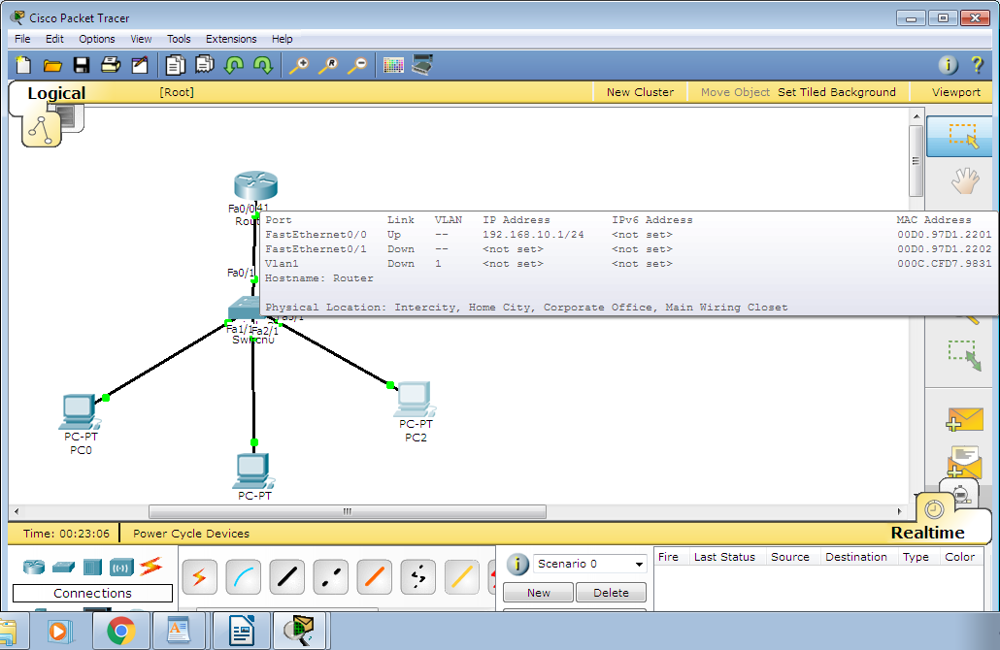 Cisco Packet Tracer
File Edit Options View Tools Extensions Help
Logical [Root] New Cluster Move Object Set Tiled Background Viewport
Fa0/0
Port Link VLAN IP Address IPv6 Address MAC Address
FastEthernet0/0 Up -- 192.168.10.1/24 <not set> 00D0.97D1.2201
FastEthernet0/1 Down -- <not set> <not set> 00D0.97D1.2202
Vlan1 Down 1 <not set> <not set> 000C.CFD7.9831
Hostname: Router
Physical Location: Intercity, Home City, Corporate Office, Main Wiring Closet
Fa0/1
Fa1/1 Fa2/1
PC-PT
PC0
PC-PT
PC2
PC-PT
Time: 00:23:06 Power Cycle Devices Realtime
Connections
Scenario 0
New Delete
Fire Last Status Source Destination Type Color